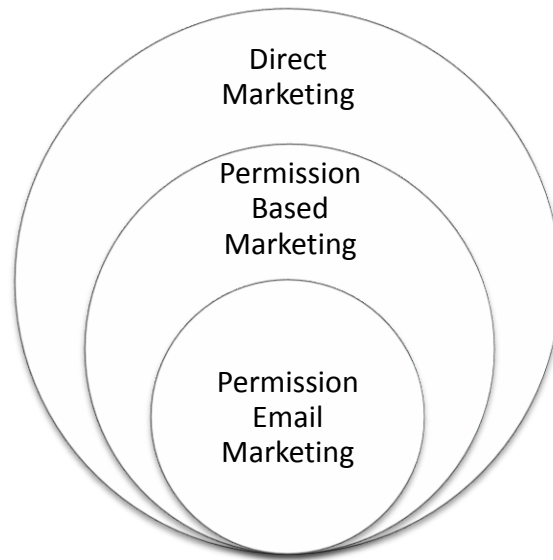 Direct
Marketing
Permission
Based
Marketing
Permission
Email
Marketing